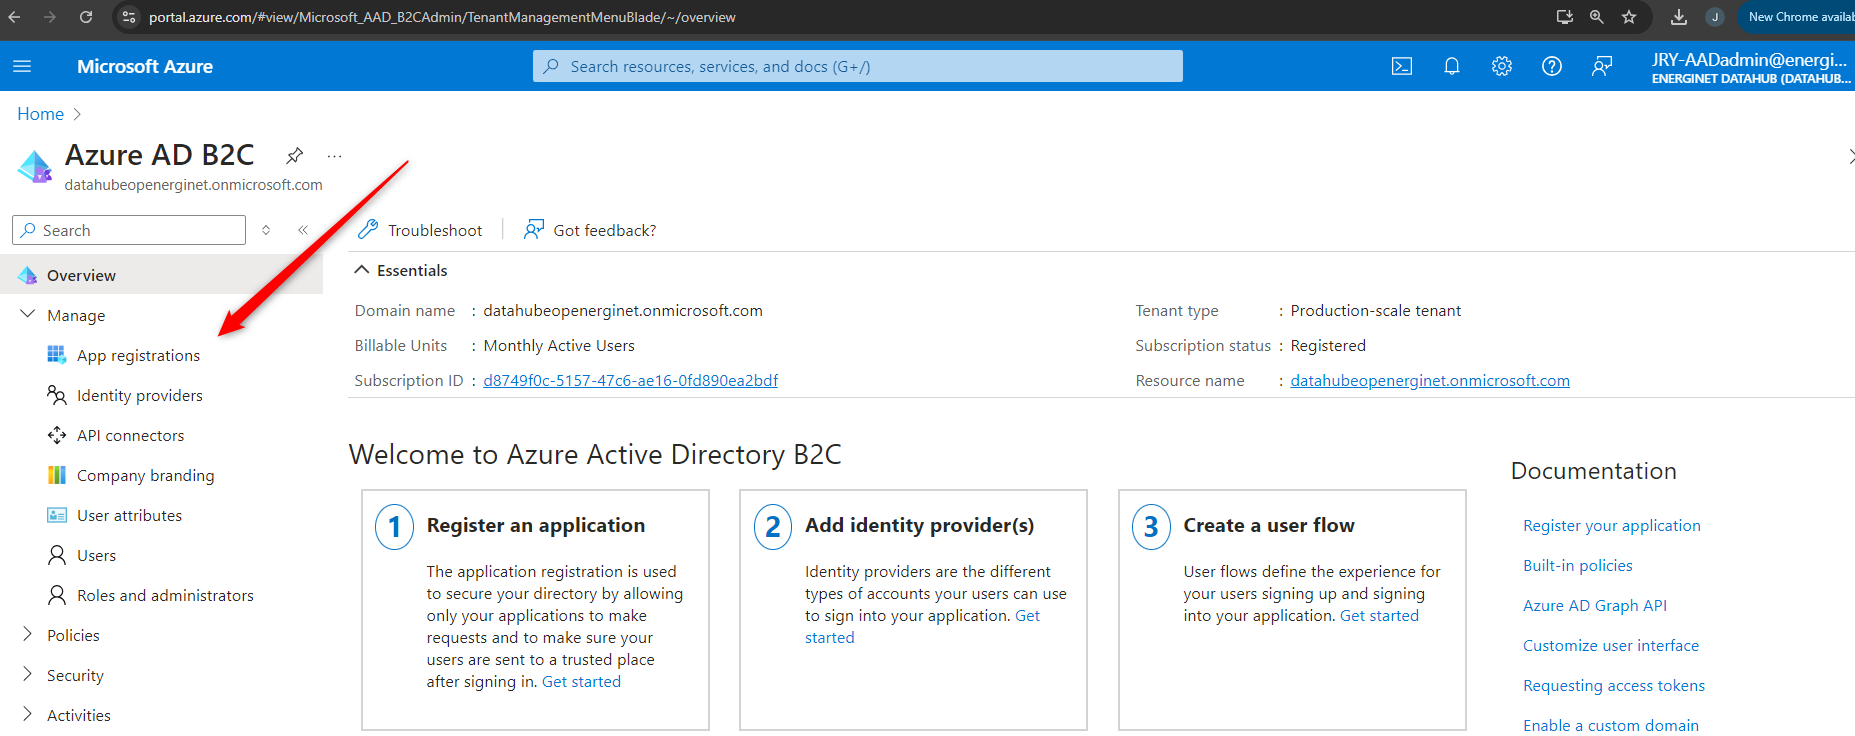 portal.azure.com/#view/Microsoft_AAD_B2CAdmin/TenantManagementMenuBlade/~/overview
J
New Chrome availab
Microsoft Azure
Search resources, services, and docs (G+/)
JRY-AADadmin@energi...
ENERGINET DATAHUB (DATAHUB...
Home
Azure AD B2C
...
datahubeopenerginet.onmicrosoft.com
Search
Troubleshoot
Got feedback?
Overview
Manage
App registrations
Identity providers
API connectors
Company branding
User attributes
Users
Roles and administrators
Policies
Security
Activities
Essentials
Domain name : datahubeopenerginet.onmicrosoft.com
Billable Units : Monthly Active Users
Subscription ID : d8749f0c-5157-47c6-ae16-0fd890ea2bdf
Tenant type : Production-scale tenant
Subscription status : Registered
Resource name : datahubeopenerginet.onmicrosoft.com
Welcome to Azure Active Directory B2C
1 Register an application
The application registration is used
to secure your directory by allowing
only your applications to make
requests and to make sure your
users are sent to a trusted place
after signing in. Get started
2 Add identity provider(s)
Identity providers are the different
types of accounts your users can use
to sign into your application. Get
started
3 Create a user flow
User flows define the experience for
your users signing up and signing
into your application. Get started
Documentation
Register your application
Built-in policies
Azure AD Graph API
Customize user interface
Requesting access tokens
Enable a custom domain